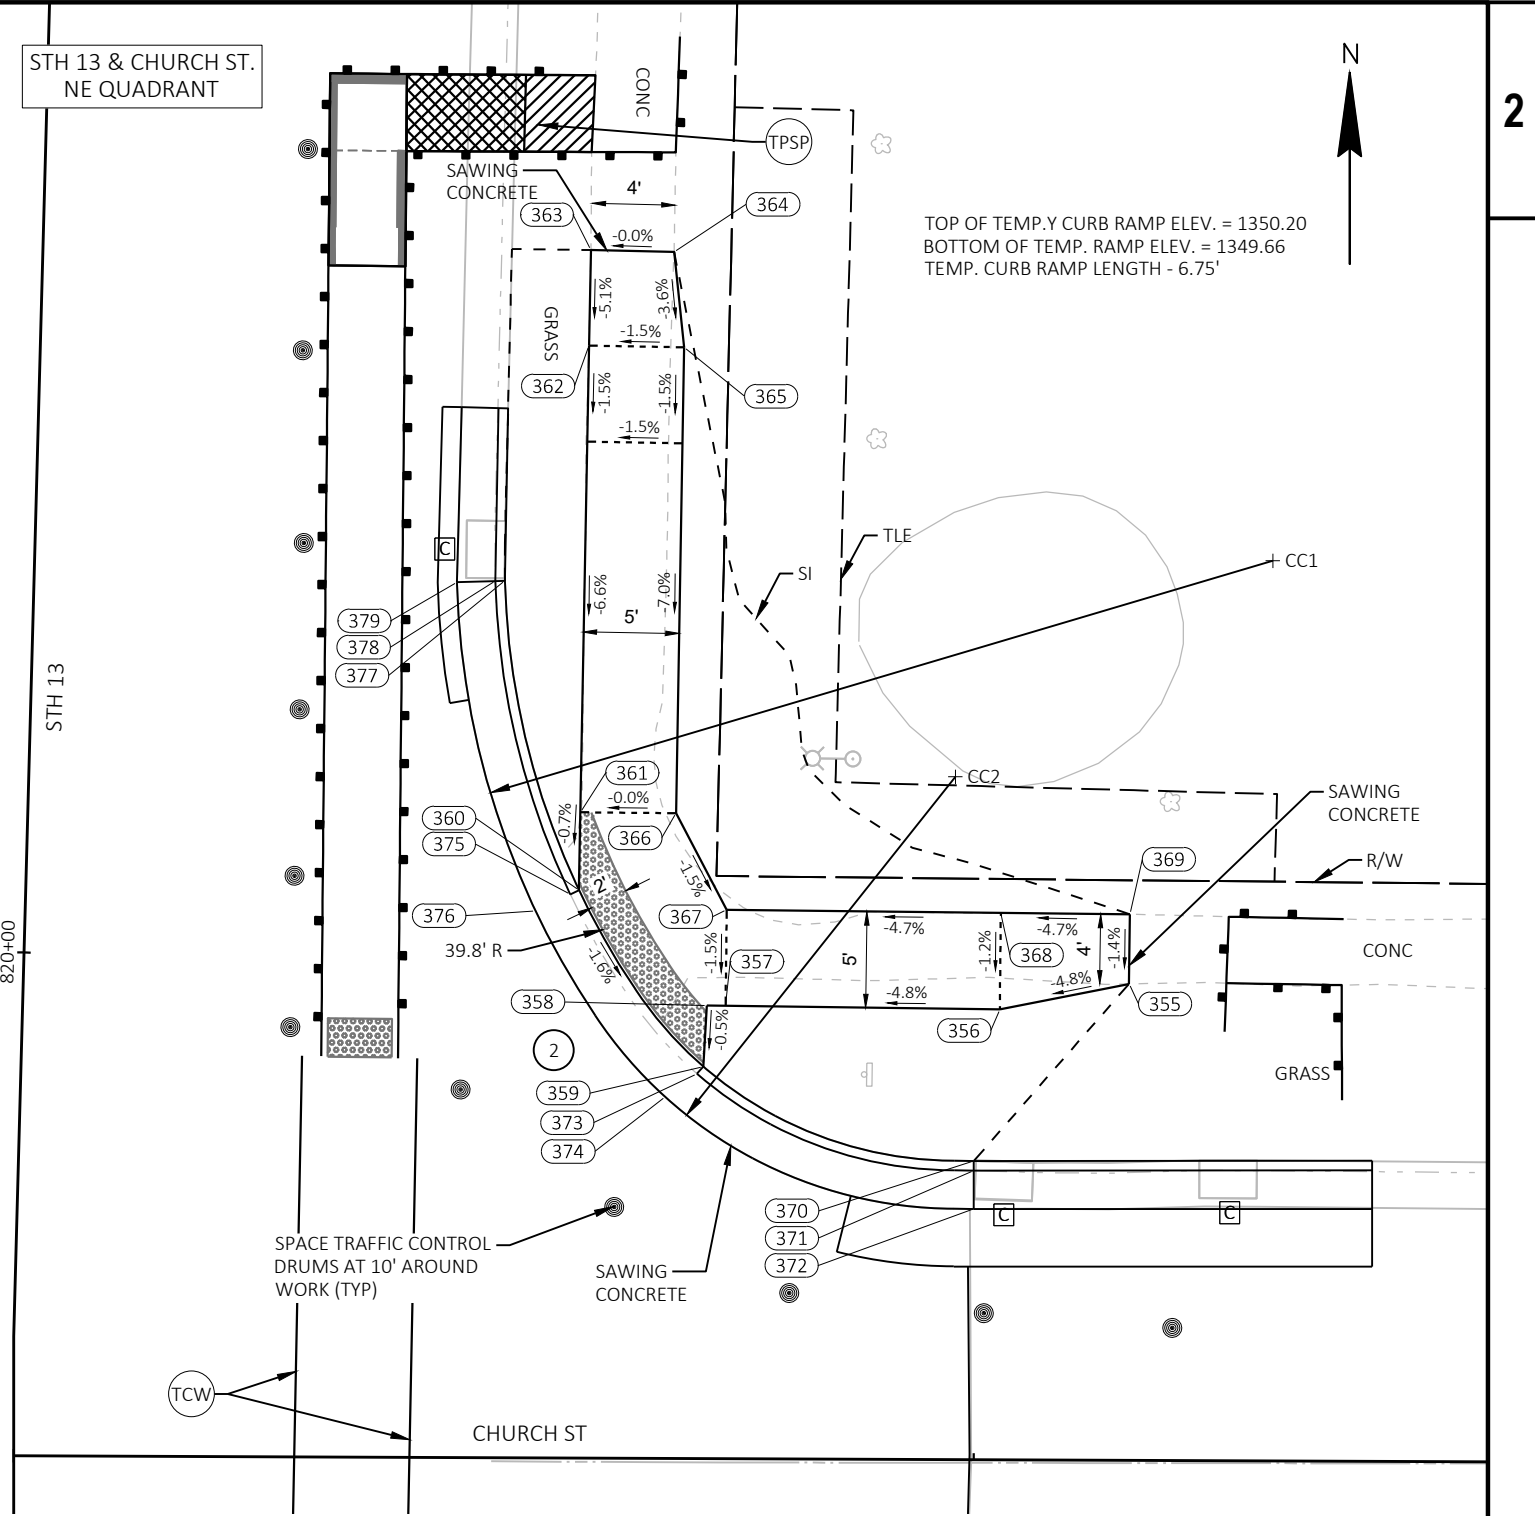 STH 13 & CHURCH ST.
NE QUADRANT
2
N
CONC
TPSP
SAWING
CONCRETE
4'
363
364
-0.0%
TOP OF TEMP.Y CURB RAMP ELEV. = 1350.20
BOTTOM OF TEMP. RAMP ELEV. = 1349.66
TEMP. CURB RAMP LENGTH - 6.75'
-5.1%
-3.6%
GRASS
-1.5%
362
365
-1.5%
-1.5%
-1.5%
C
TLE
CC1
SI
-6.6%
-7.0%
5'
379
378
377
STH 13
361
CC2
-0.0%
SAWING
CONCRETE
360
-0.7%
366
375
369
R/W
-1.5%
2'
376
367
-4.7%
-4.7%
39.8' R
-1.6%
-1.5%
357
5'
-1.2%
368
4'
-1.4%
CONC
820+00
358
-4.8%
-4.8%
355
356
-0.5%
2
359
373
374
GRASS
370
371
372
C
C
SPACE TRAFFIC CONTROL
DRUMS AT 10' AROUND
WORK (TYP)
SAWING
CONCRETE
TCW
CHURCH ST